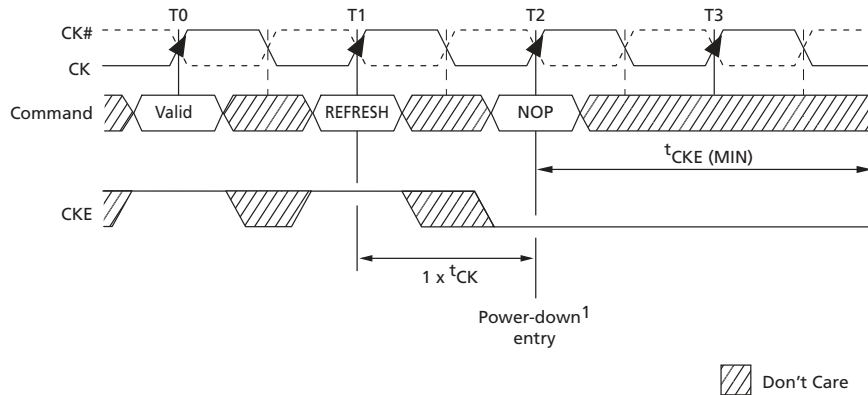 T0 T1 T2 T3
CK#
CK
Command Valid REFRESH NOP
tCKE (MIN)
CKE
1 x tCK
Power-down1
entry
Don't Care